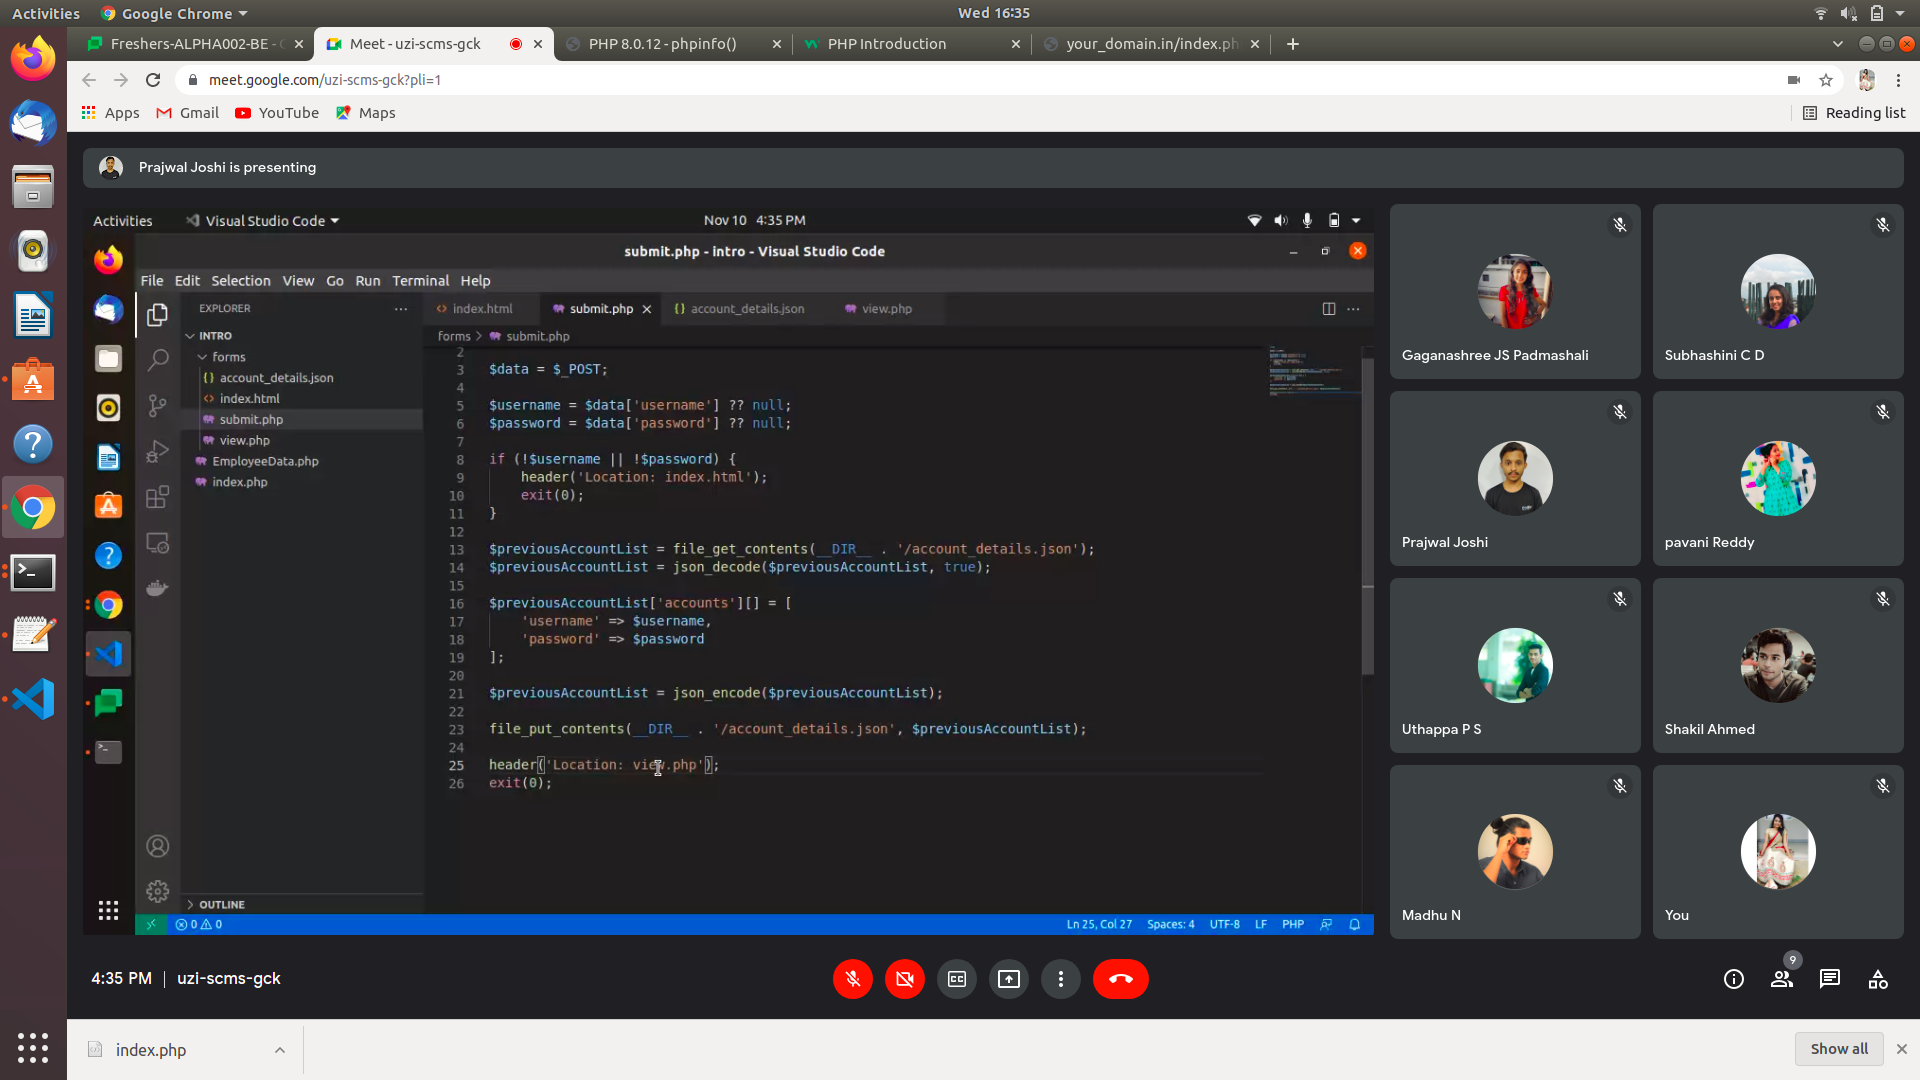 Activities Google Chrome Wed 16:35
Freshers-ALPHA002-BE - Meet - uzi-scms-gck PHP 8.0.12 - phpinfo() PHP Introduction your_domain.in/index.ph
meet.google.com/uzi-scms-gck?pli=1
Apps Gmail YouTube Maps Reading list
Prajwal Joshi is presenting
Activities Visual Studio Code Nov 10 4:35 PM
submit.php - intro - Visual Studio Code
File Edit Selection View Go Run Terminal Help
EXPLORER ... index.html submit.php account_details.json view.php ...
INTRO
forms
account_details.json
index.html
submit.php
view.php
EmployeeData.php
index.php
OUTLINE
forms > submit.php
2
3 $data = $_POST;
4
5 $username = $data['username'] ?? null;
6 $password = $data['password'] ?? null;
7
8 if (!$username || !$password) {
9 header('Location: index.html');
10 exit(0);
11 }
12
13 $previousAccountList = file_get_contents(__DIR__ . '/account_details.json');
14 $previousAccountList = json_decode($previousAccountList, true);
15
16 $previousAccountList['accounts'][] = [
17 'username' => $username,
18 'password' => $password
19 ];
20
21 $previousAccountList = json_encode($previousAccountList);
22
23 file_put_contents(__DIR__ . '/account_details.json', $previousAccountList);
24
25 header('Location: view.php');
26 exit(0);
0 0 Ln 25, Col 27 Spaces: 4 UTF-8 LF PHP
Gaganashree JS Padmashali
Subhashini C D
Prajwal Joshi
pavani Reddy
Uthappa P S
Shakil Ahmed
Madhu N
You
4:35 PM | uzi-scms-gck
9
index.php
Show all